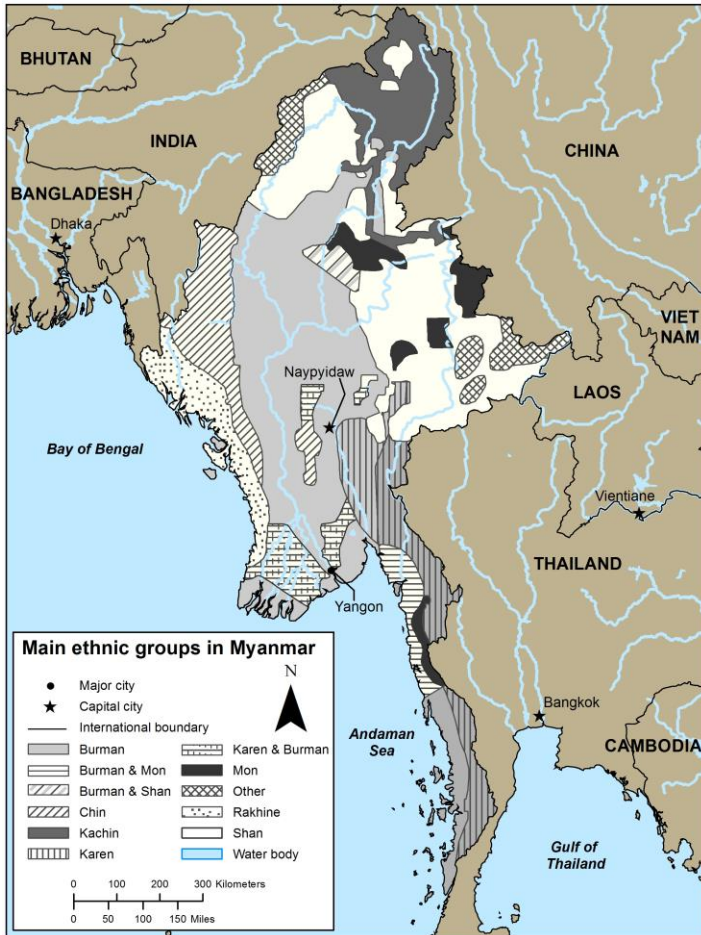 BHUTAN
INDIA
CHINA
BANGLADESH
Dhaka
VIET
NAM
Naypyidaw
LAOS
Bay of Bengal
Vientiane
THAILAND
Yangon
Main ethnic groups in Myanmar
N
Major city
Capital city
International boundary
Burman
Karen & Burman
Burman & Mon
Mon
Burman & Shan
Other
Chin
Rakhine
Kachin
Shan
Karen
Water body
0 100 200 300 Kilometers
0 50 100 150 Miles
Andaman
Sea
Bangkok
CAMBODIA
Gulf of
Thailand